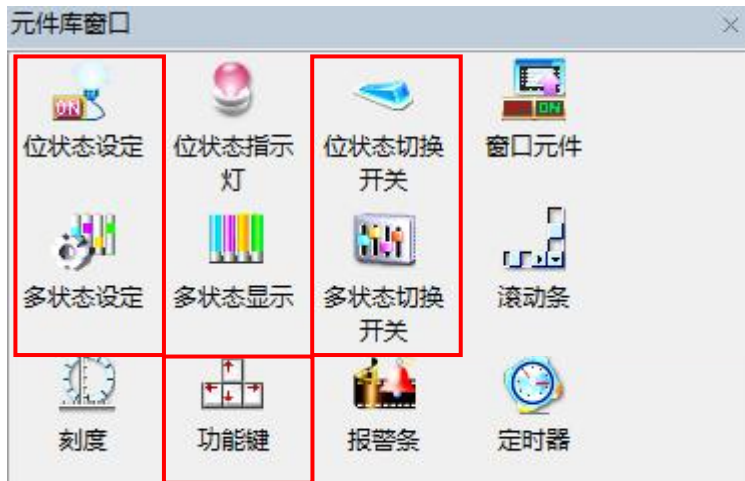 元件库窗口
位状态设定 位状态指示灯 位状态切换开关 窗口元件
多状态设定 多状态显示 多状态切换开关 滚动条
刻度 功能键 报警条 定时器
ON
ON